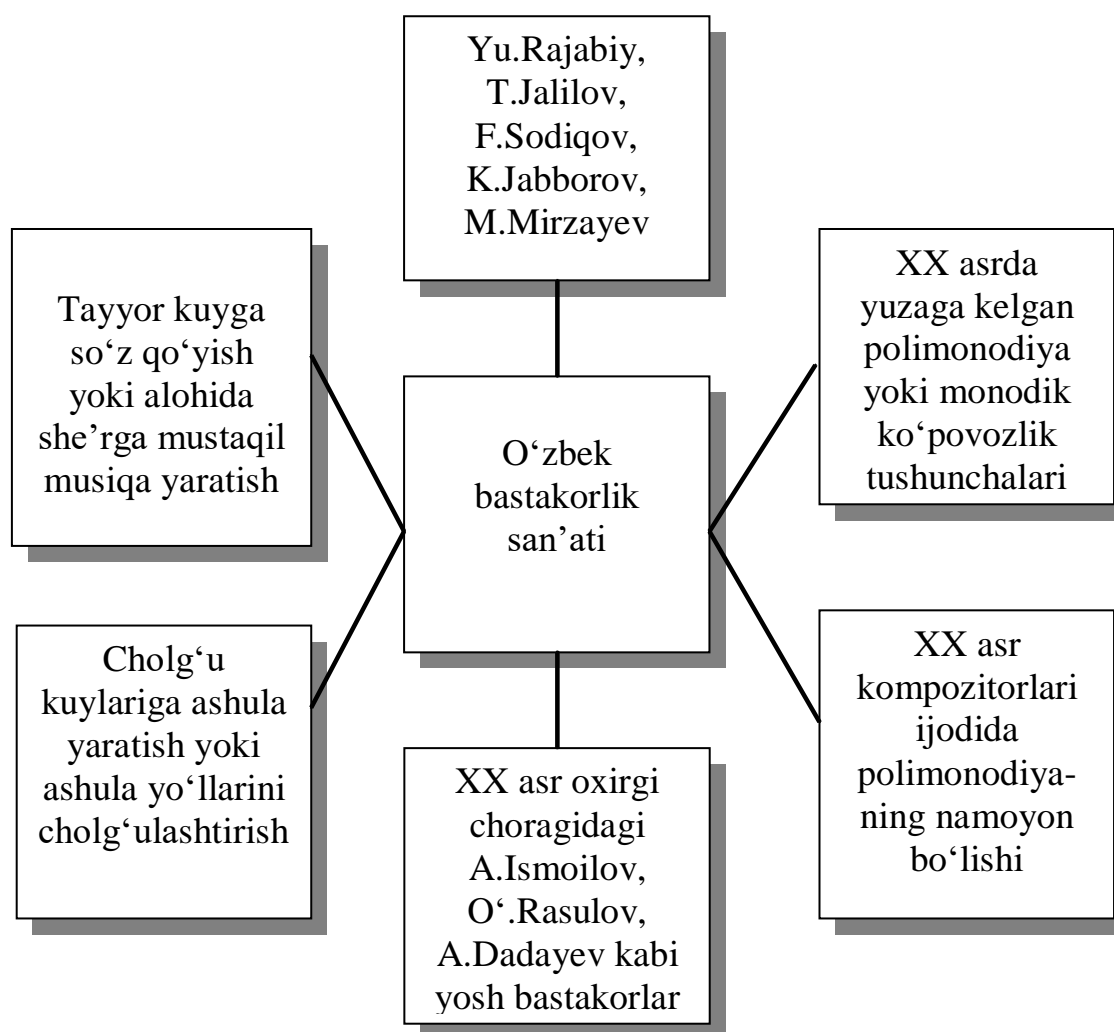 Yu.Rajabiy,
T.Jalilov,
F.Sodiqov,
K.Jabborov,
M.Mirzayev
Tayyor kuyga
so‘z qo‘yish
yoki alohida
she’rga mustaqil
musiqa yaratish
XX asrda
yuzaga kelgan
polimonodiya
yoki monodik
ko‘povozlik
tushunchalari
O‘zbek
bastakorlik
san’ati
Cholg‘u
kuylariga ashula
yaratish yoki
ashula yo‘llarini
cholg‘ulashtirish
XX asr
kompozitorlari
ijodida
polimonodiya-
ning namoyon
bo‘lishi
XX asr oxirgi
choragidagi
A.Ismoilov,
O‘.Rasulov,
A.Dadayev kabi
yosh bastakorlar